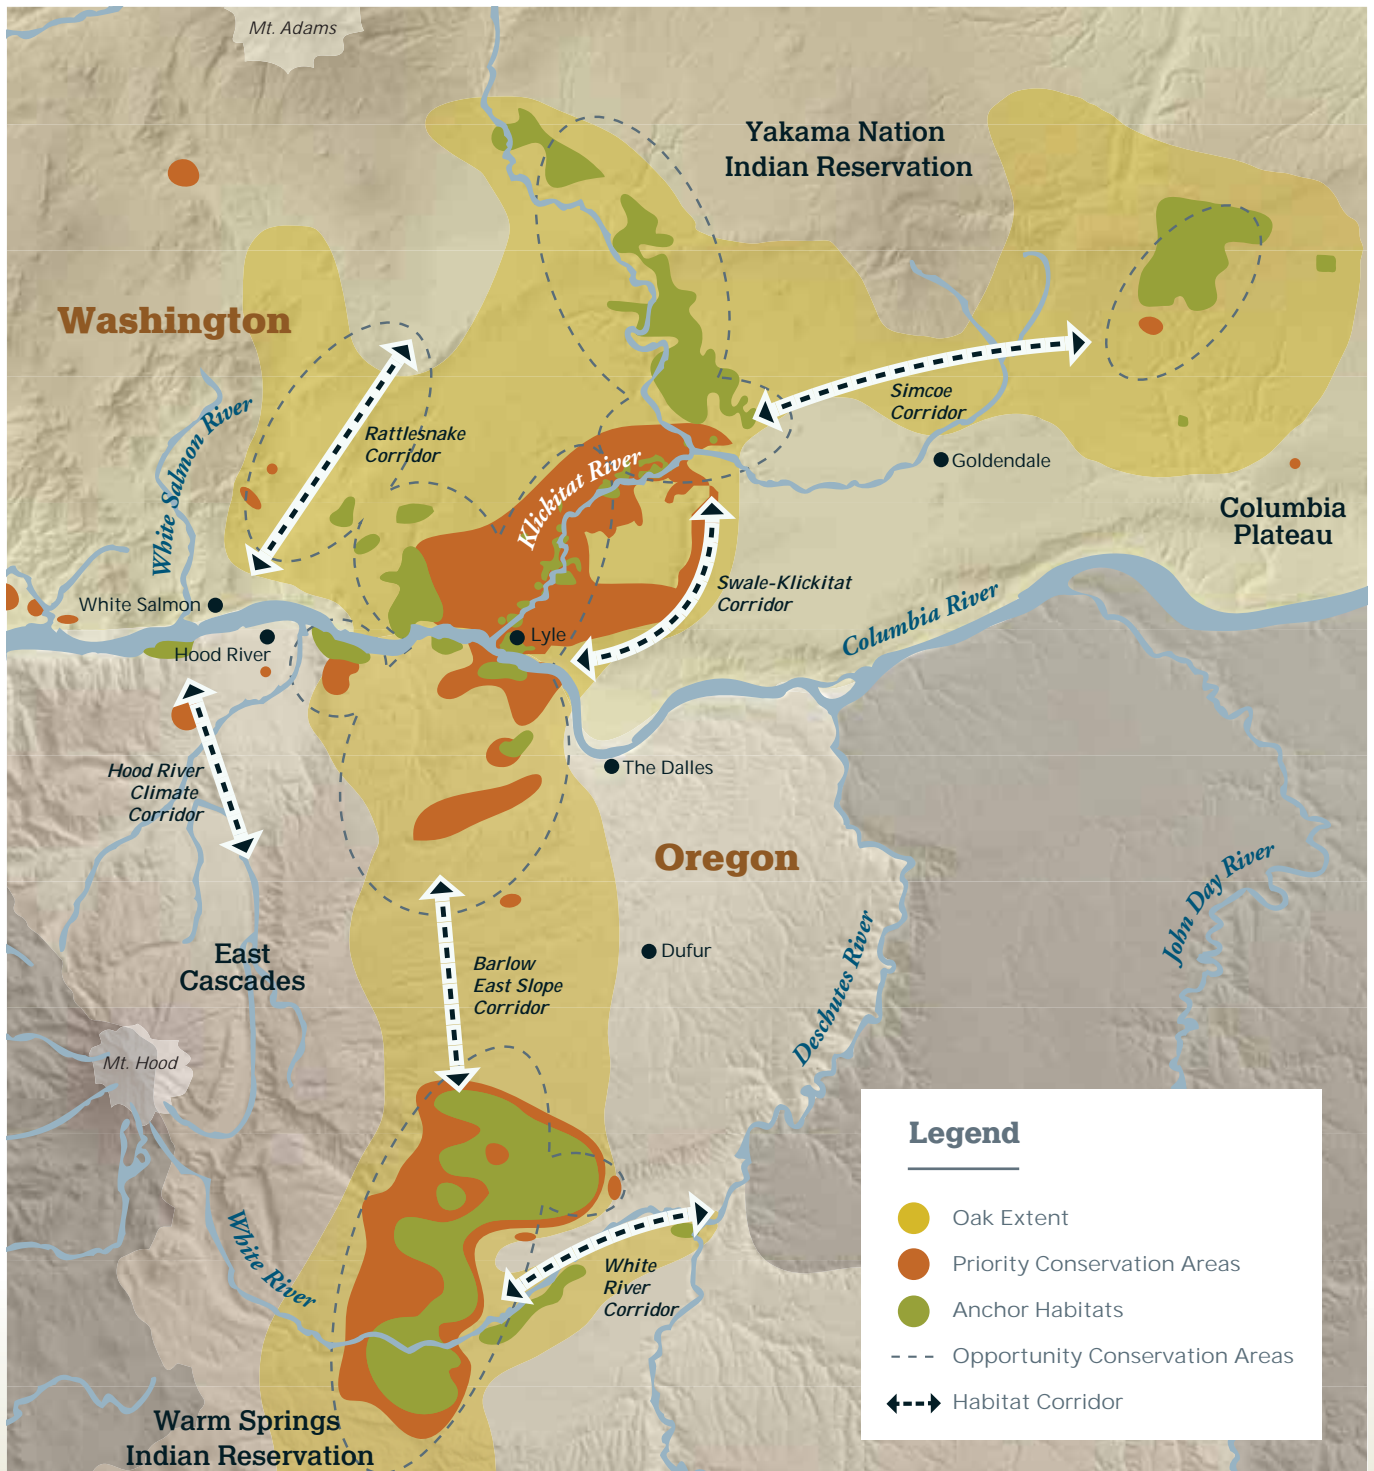 Mt. Adams
Yakama Nation
Indian Reservation
Washington
Simcoe
Corridor
White Salmon River
Rattlesnake
Corridor
Goldendale
Klickitat River
Columbia
Plateau
Swale-Klickitat
Corridor
White Salmon
Columbia River
Lyle
Hood River
Hood River
Climate
Corridor
The Dalles
Oregon
John Day River
East
Cascades
Dufur
Barlow
East Slope
Corridor
Deschutes River
Mt. Hood
White River
White
River
Corridor
Warm Springs
Indian Reservation
Legend
Oak Extent
Priority Conservation Areas
Anchor Habitats
Opportunity Conservation Areas
Habitat Corridor